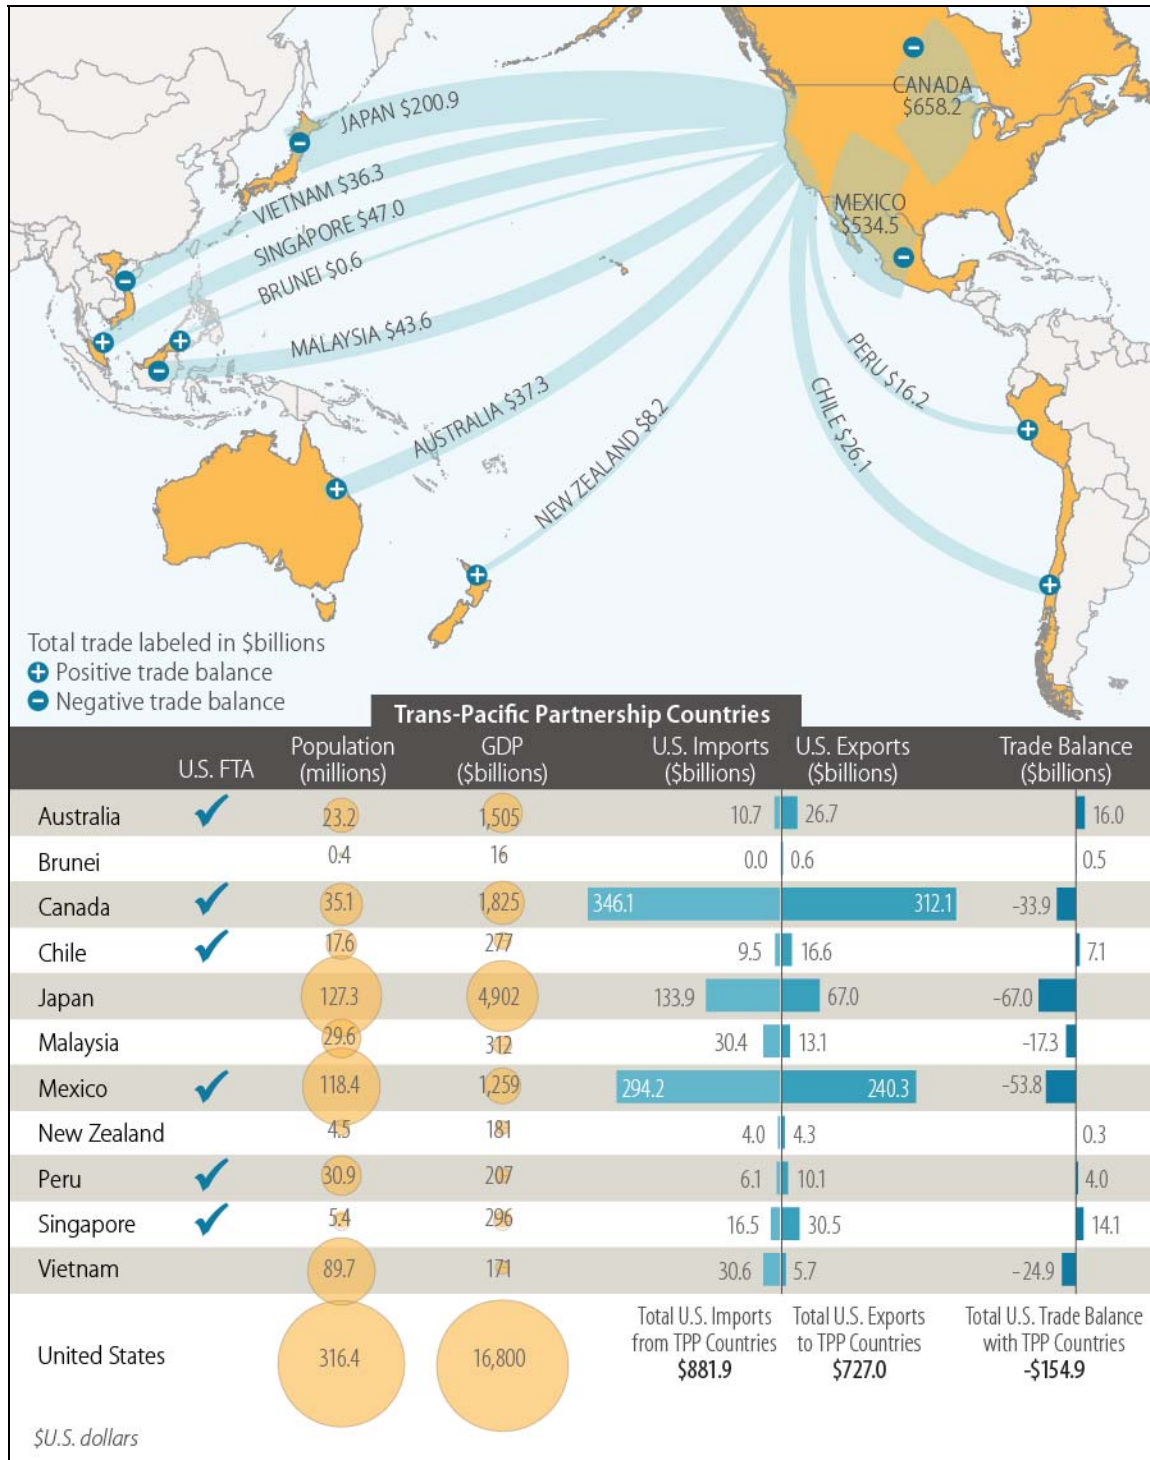 CANADA
$658.2
JAPAN $200.9
VIETNAM $36.3
SINGAPORE $47.0
BRUNEI $0.6
MEXICO
$534.5
MALAYSIA $43.6
AUSTRALIA $37.3
NEW ZEALAND $8.2
PERU $16.2
CHILE $26.1
Total trade labeled in $billions
+ Positive trade balance
- Negative trade balance
Trans-Pacific Partnership Countries
U.S. FTA Population (millions) GDP ($billions) U.S. Imports ($billions) U.S. Exports ($billions) Trade Balance ($billions)
Australia ✓ 23.2 1,505 10.7 26.7 16.0
Brunei 0.4 16 0.0 0.6 0.5
Canada ✓ 35.1 1,825 346.1 312.1 -33.9
Chile ✓ 17.6 277 9.5 16.6 7.1
Japan 127.3 4,902 133.9 67.0 -67.0
Malaysia 29.6 312 30.4 13.1 -17.3
Mexico ✓ 118.4 1,259 294.2 240.3 -53.8
New Zealand 4.5 181 4.0 4.3 0.3
Peru ✓ 30.9 207 6.1 10.1 4.0
Singapore ✓ 5.4 296 16.5 30.5 14.1
Vietnam 89.7 171 30.6 5.7 -24.9
United States 316.4 16,800
Total U.S. Imports
from TPP Countries
$881.9
Total U.S. Exports
to TPP Countries
$727.0
Total U.S. Trade Balance
with TPP Countries
-$154.9
$U.S. dollars